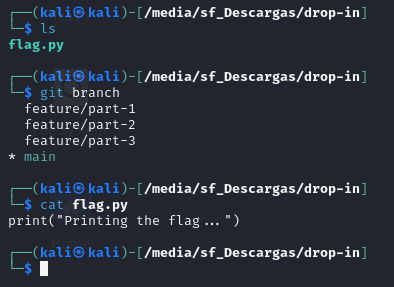 ┌──(kali㉿kali)-[/media/sf_Descargas/drop-in]
└─$ ls
flag.py
┌──(kali㉿kali)-[/media/sf_Descargas/drop-in]
└─$ git branch
  feature/part-1
  feature/part-2
  feature/part-3
* main
┌──(kali㉿kali)-[/media/sf_Descargas/drop-in]
└─$ cat flag.py
print("Printing the flag...")
┌──(kali㉿kali)-[/media/sf_Descargas/drop-in]
└─$